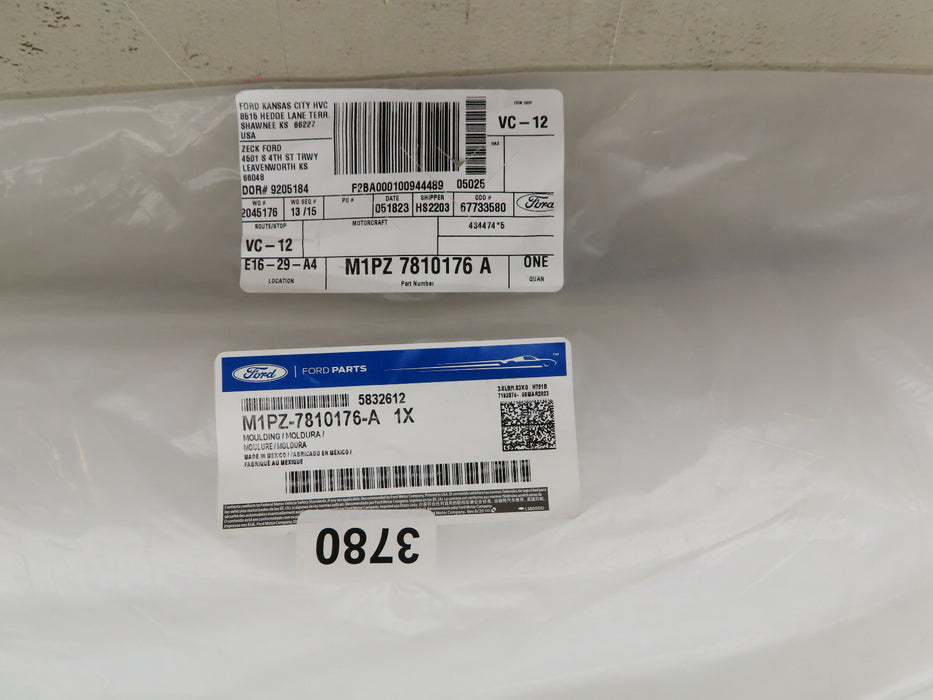 FORD KANSAS CITY HVC
8515 HEDGE LANE TERR.
SHAWNEE KS 66227
USA
ZECK FORD
4501 S 4TH ST TRWY
LEAVENWORTH KS
66048
DOR# 9205184
F2BA000100944489 05025
VC-12
HAZ
WO #
2045176
WO SEQ #
13/15
PO #
DATE
051823
SHIPPER
HS2203
67733580
Ford
ROUTE/STOP
VC-12
MOTORCRAFT
434474*5
E16-29-A4
LOCATION
M1PZ 7810176 A
Part Number
ONE
QUAN
Ford FORD PARTS ™
5832612
M1PZ-7810176-A 1X
MOULDING / MOLDURA /
MOULURE / MOLDURA
MADE IN MEXICO / FABRICADO EN MÉXICO /
FABRIQUÉ AU MEXIQUE
3780